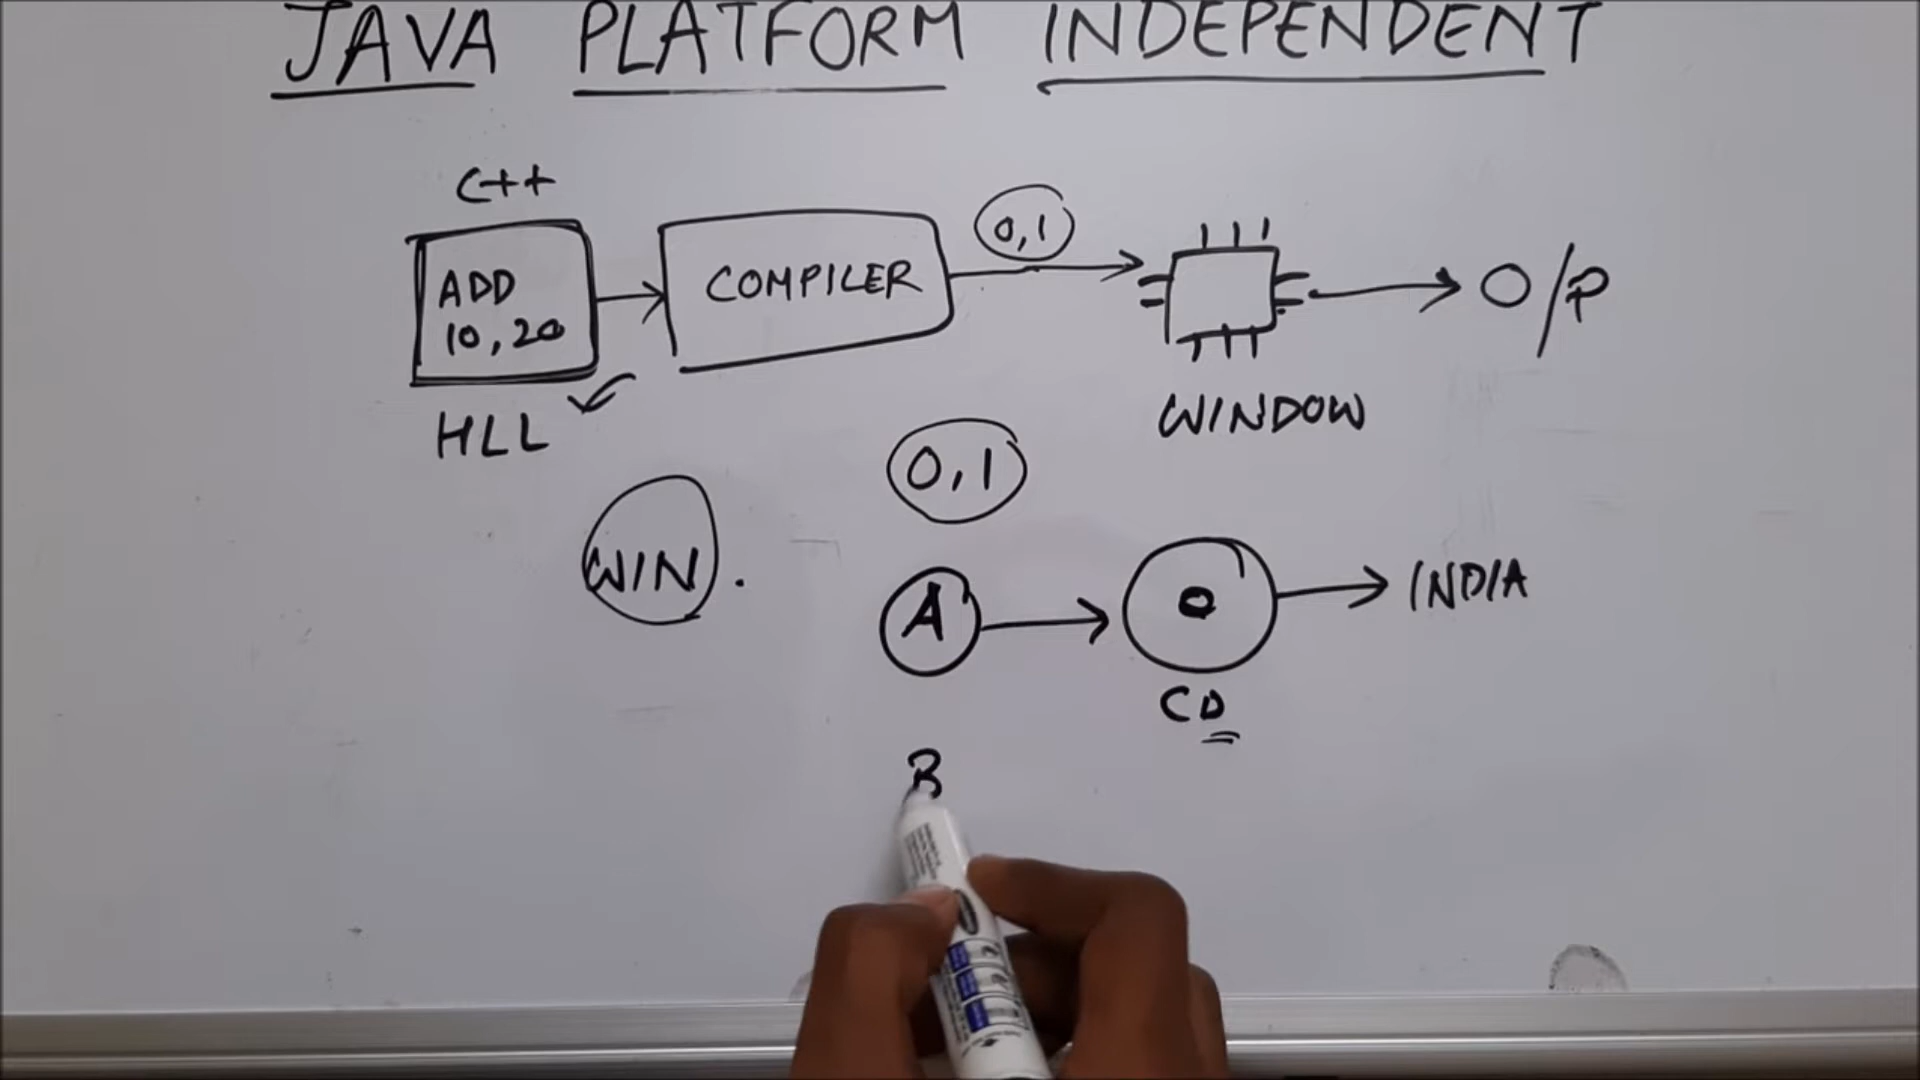 JAVA PLATFORM INDEPENDENT
C++
ADD
10, 20
COMPILER
0, 1
O/P
HLL
WINDOW
0, 1
WIN .
A
INDIA
CD
B